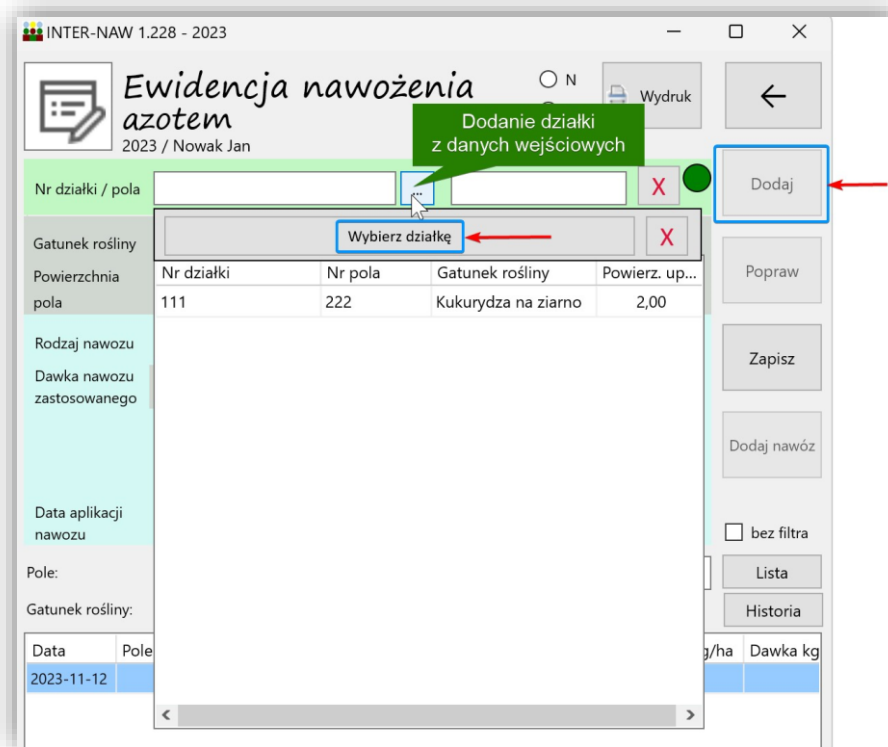 INTER-NAW 1.228 - 2023
Ewidencja nawożenia
azotem
2023 / Nowak Jan
N
Wydruk
Dodanie działki
z danych wejściowych
Nr działki / pola
...
X
Dodaj
Wybierz działkę
X
Gatunek rośliny
Powierzchnia
pola
Nr działki Nr pola Gatunek rośliny Powierz. up...
111 222 Kukurydza na ziarno 2,00
Popraw
Rodzaj nawozu
Dawka nawozu
zastosowanego
Zapisz
Dodaj nawóz
Data aplikacji
nawozu
bez filtra
Pole:
Lista
Gatunek rośliny:
Historia
Data Pole g/ha Dawka kg
2023-11-12